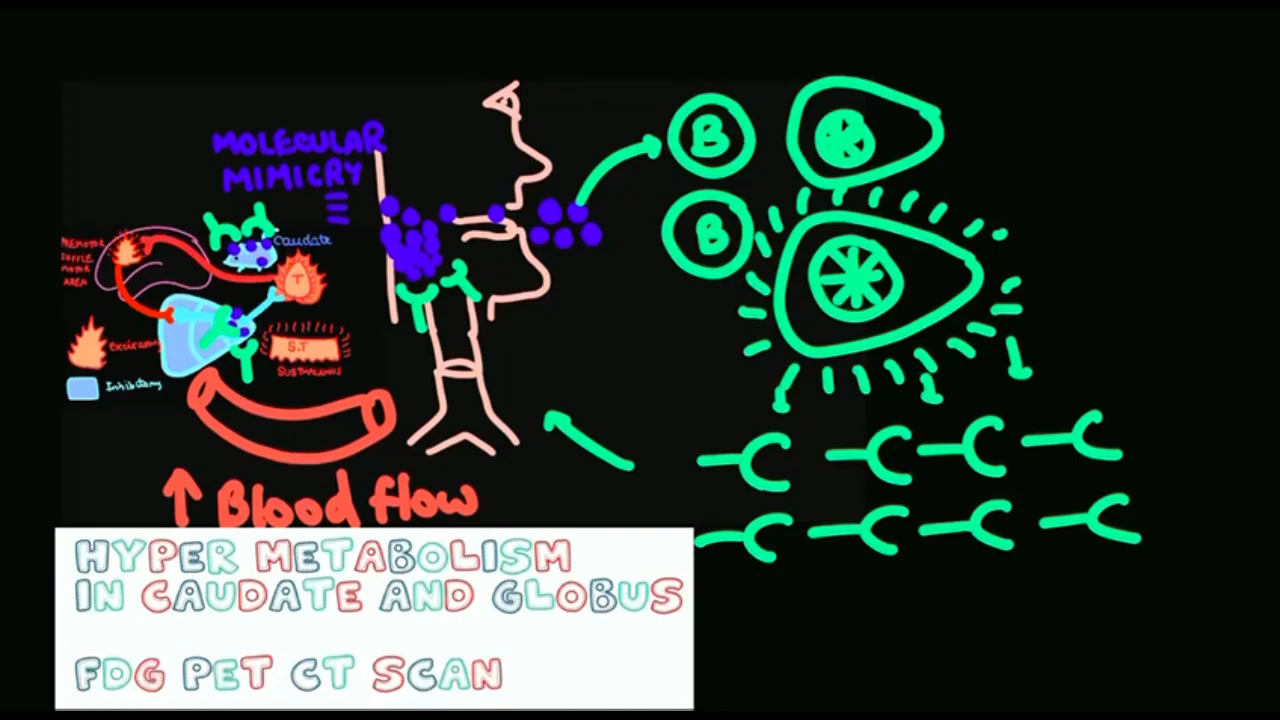 MOLECULAR
MIMICRY
Caudate
PREMOTOR
MOTOR
AREA
T
Excitatory
S.T
SUBTHALAMUS
Inhibitory
B
B
↑ Blood flow
HYPER METABOLISM
IN CAUDATE AND GLOBUS
FDG PET CT SCAN